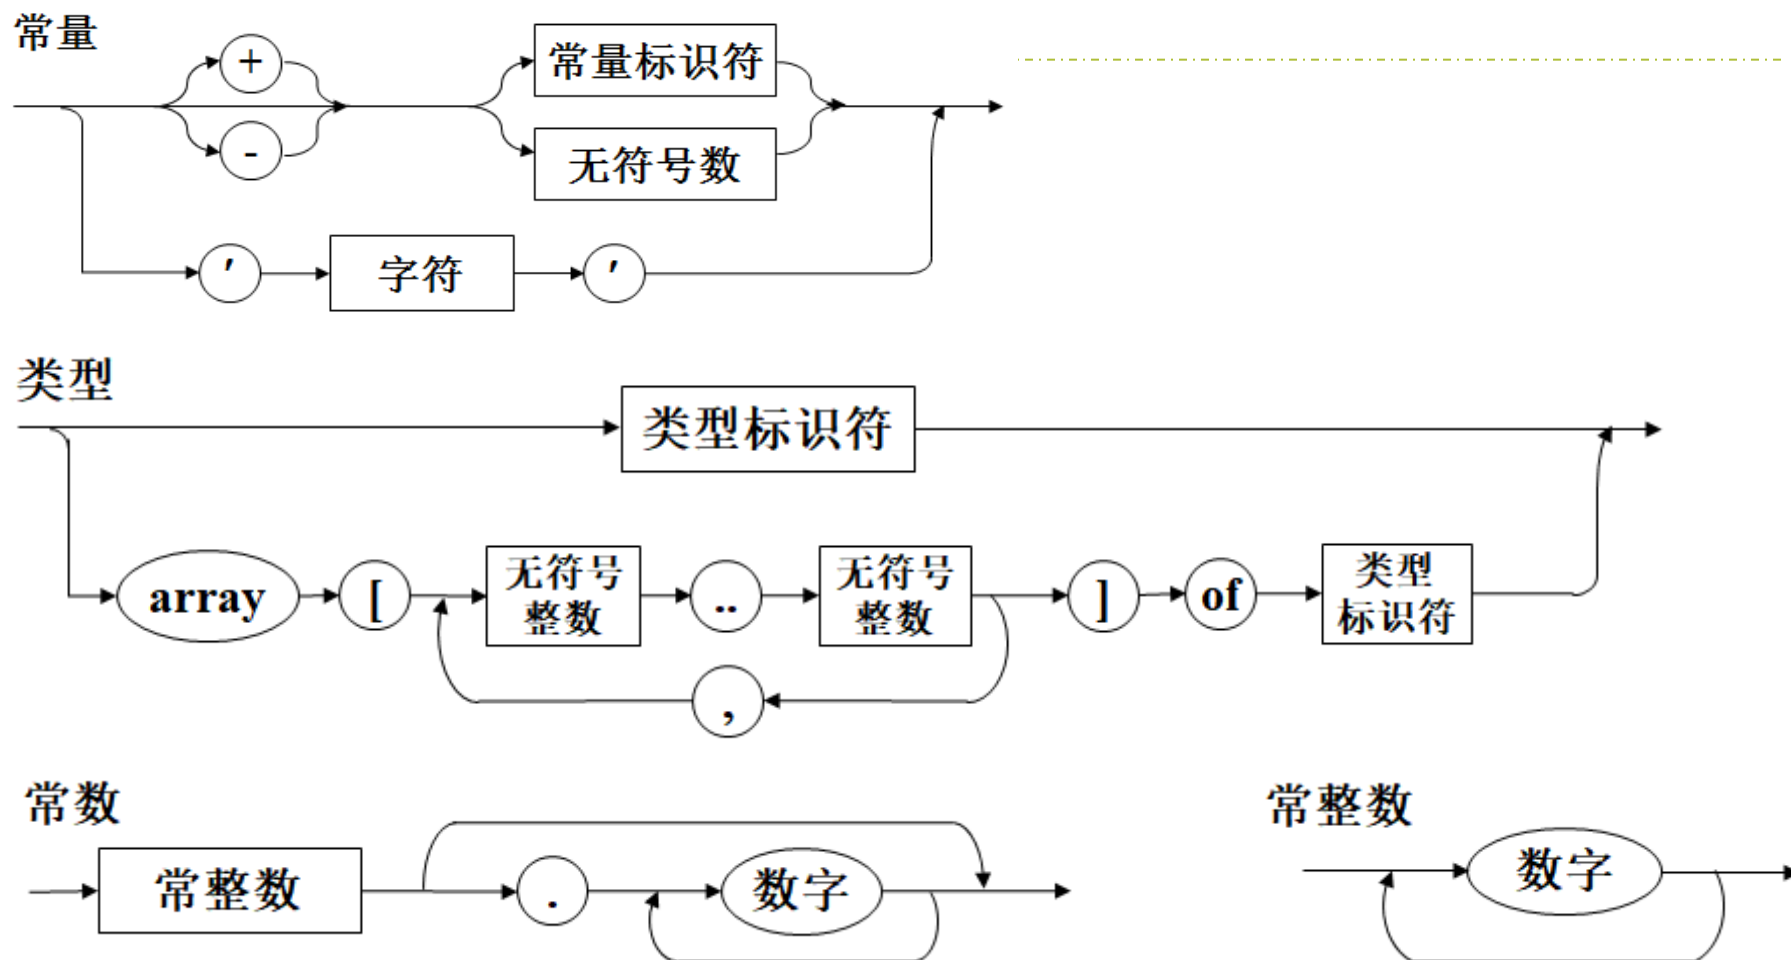 常量
+
常量标识符
-
无符号数
'
字符
'
类型
类型标识符
array
[
无符号
整数
..
无符号
整数
]
of
类型
标识符
,
常数
常整数
.
数字
常整数
数字